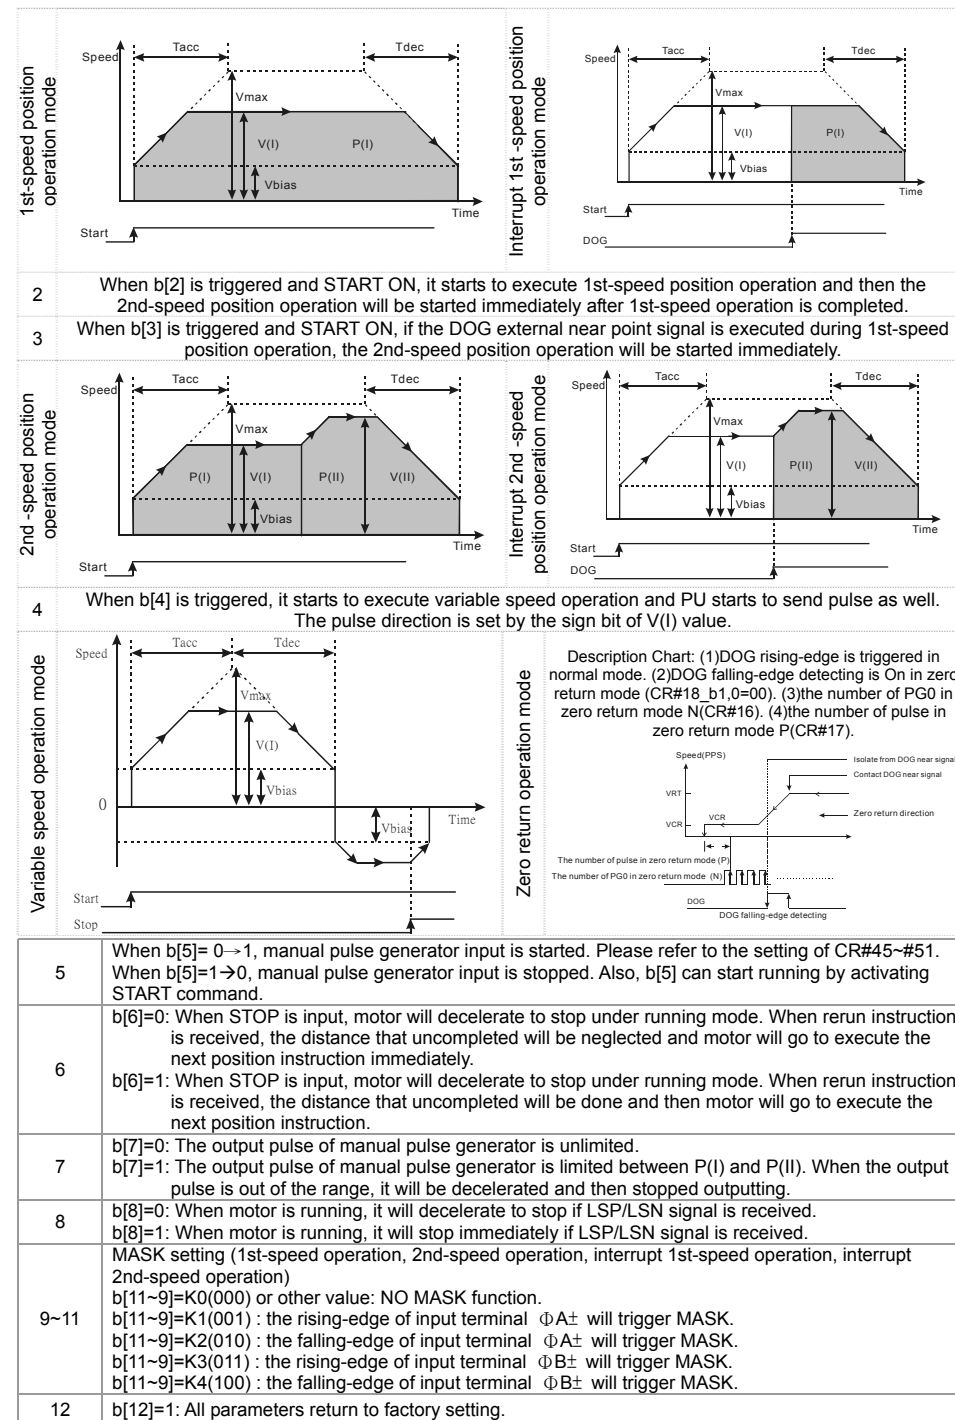 1st-speed position
operation mode
Speed
Tacc
Tdec
Vmax
V(I)
P(I)
Vbias
Time
Start
Interrupt 1st -speed position
operation mode
Speed
Tacc
Tdec
Vmax
V(I)
P(I)
Vbias
Time
Start
DOG
2
When b[2] is triggered and START ON, it starts to execute 1st-speed position operation and then the
2nd-speed position operation will be started immediately after 1st-speed operation is completed.
3
When b[3] is triggered and START ON, if the DOG external near point signal is executed during 1st-speed
position operation, the 2nd-speed position operation will be started immediately.
2nd -speed position
operation mode
Speed
Tacc
Tdec
Vmax
P(I)
V(I)
P(II)
V(II)
Vbias
Time
Start
Interrupt 2nd -speed
position operation mode
Speed
Tacc
Tdec
Vmax
V(I)
P(II)
V(II)
Vbias
Time
Start
DOG
4
When b[4] is triggered, it starts to execute variable speed operation and PU starts to send pulse as well.
The pulse direction is set by the sign bit of V(I) value.
Variable speed operation mode
Speed
Tacc
Tdec
Vmax
V(I)
Vbias
0
Vbias
Time
Start
Stop
Zero return operation mode
Description Chart: (1)DOG rising-edge is triggered in
normal mode. (2)DOG falling-edge detecting is On in zero
return mode (CR#18_b1,0=00). (3)the number of PG0 in
zero return mode N(CR#16). (4)the number of pulse in
zero return mode P(CR#17).
Speed(PPS)
Isolate from DOG near signal
Contact DOG near signal
VRT
Zero return direction
VCR
VCR
The number of pulse in zero return mode (P)
The number of PG0 in zero return mode (N)
DOG
DOG falling-edge detecting
5
When b[5]= 0→1, manual pulse generator input is started. Please refer to the setting of CR#45~#51.
When b[5]=1→0, manual pulse generator input is stopped. Also, b[5] can start running by activating
START command.
6
b[6]=0: When STOP is input, motor will decelerate to stop under running mode. When rerun instruction
is received, the distance that uncompleted will be neglected and motor will go to execute the
next position instruction immediately.
b[6]=1: When STOP is input, motor will decelerate to stop under running mode. When rerun instruction
is received, the distance that uncompleted will be done and then motor will go to execute the
next position instruction.
7
b[7]=0: The output pulse of manual pulse generator is unlimited.
b[7]=1: The output pulse of manual pulse generator is limited between P(I) and P(II). When the output
pulse is out of the range, it will be decelerated and then stopped outputting.
8
b[8]=0: When motor is running, it will decelerate to stop if LSP/LSN signal is received.
b[8]=1: When motor is running, it will stop immediately if LSP/LSN signal is received.
9~11
MASK setting (1st-speed operation, 2nd-speed operation, interrupt 1st-speed operation, interrupt
2nd-speed operation)
b[11~9]=K0(000) or other value: NO MASK function.
b[11~9]=K1(001) : the rising-edge of input terminal ΦA± will trigger MASK.
b[11~9]=K2(010) : the falling-edge of input terminal ΦA± will trigger MASK.
b[11~9]=K3(011) : the rising-edge of input terminal ΦB± will trigger MASK.
b[11~9]=K4(100) : the falling-edge of input terminal ΦB± will trigger MASK.
12
b[12]=1: All parameters return to factory setting.